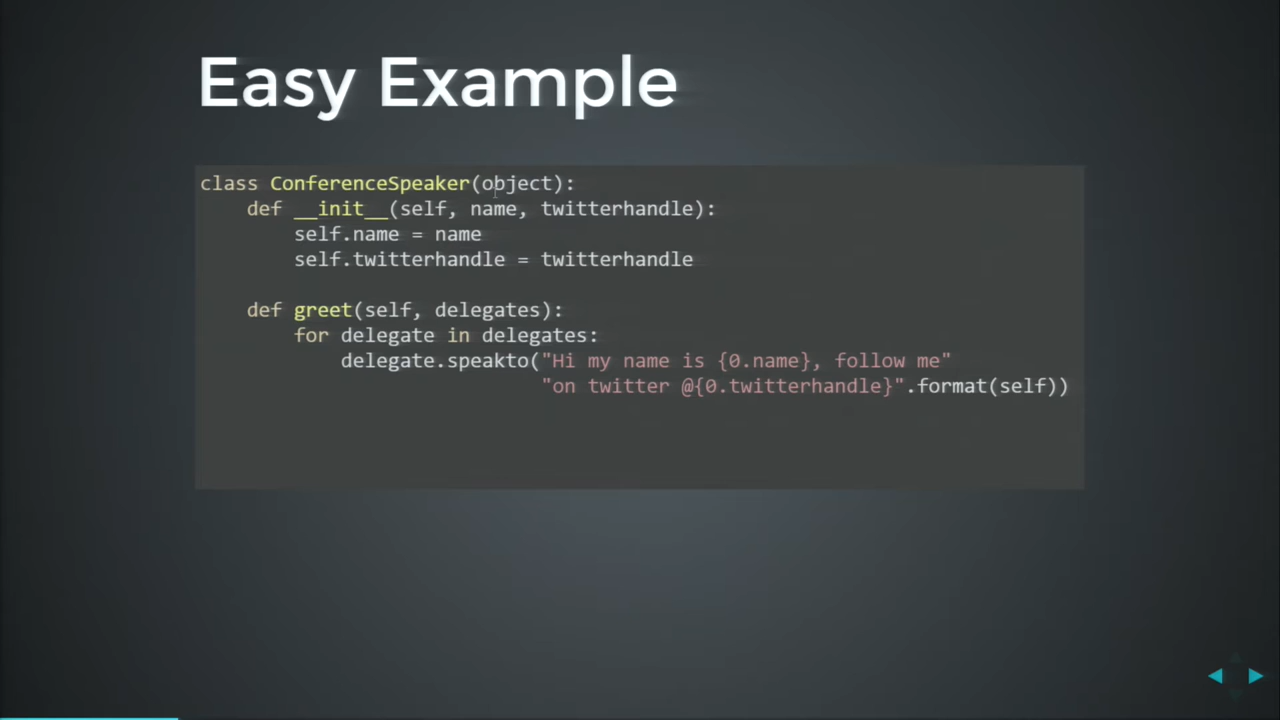 Easy Example
class ConferenceSpeaker(object):
    def __init__(self, name, twitterhandle):
        self.name = name
        self.twitterhandle = twitterhandle
    def greet(self, delegates):
        for delegate in delegates:
            delegate.speakto("Hi my name is {0.name}, follow me"
                             "on twitter @{0.twitterhandle}".format(self))